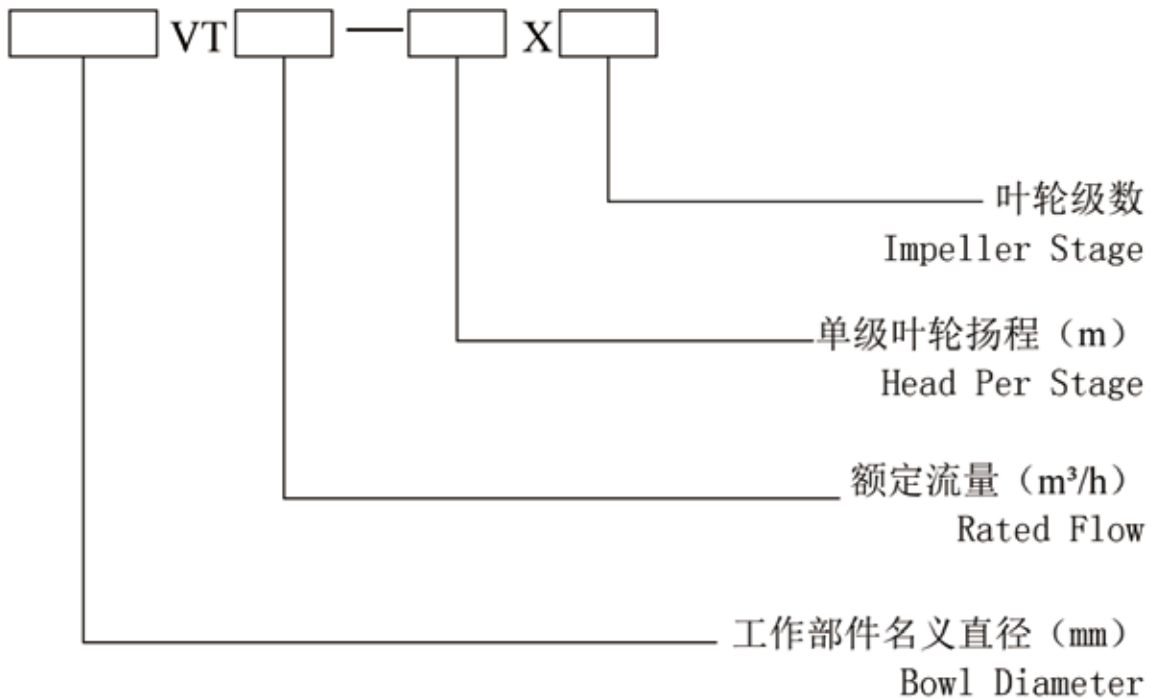 VT — X
叶轮级数
Impeller Stage
单级叶轮扬程（m）
Head Per Stage
额定流量（m³/h）
Rated Flow
工作部件名义直径（mm）
Bowl Diameter